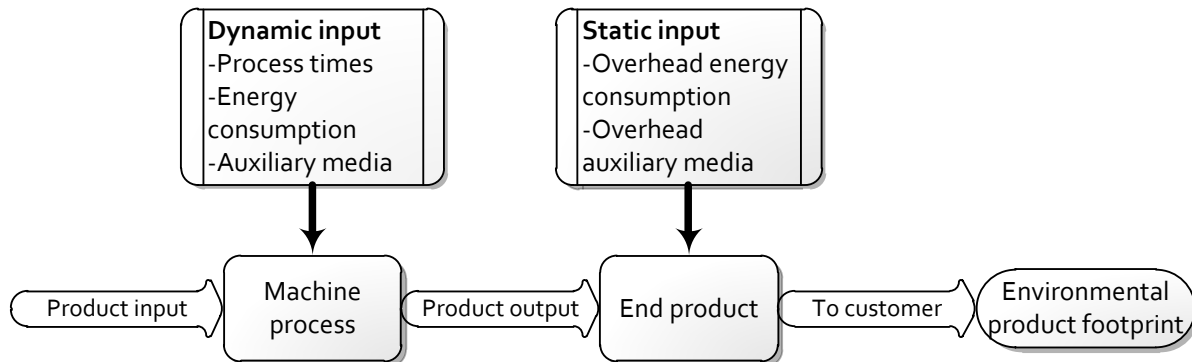 Dynamic input
-Process times
-Energy
consumption
-Auxiliary media
Static input
-Overhead energy
consumption
-Overhead
auxiliary media
Product input
Machine
process
Product output
End product
To customer
Environmental
product footprint